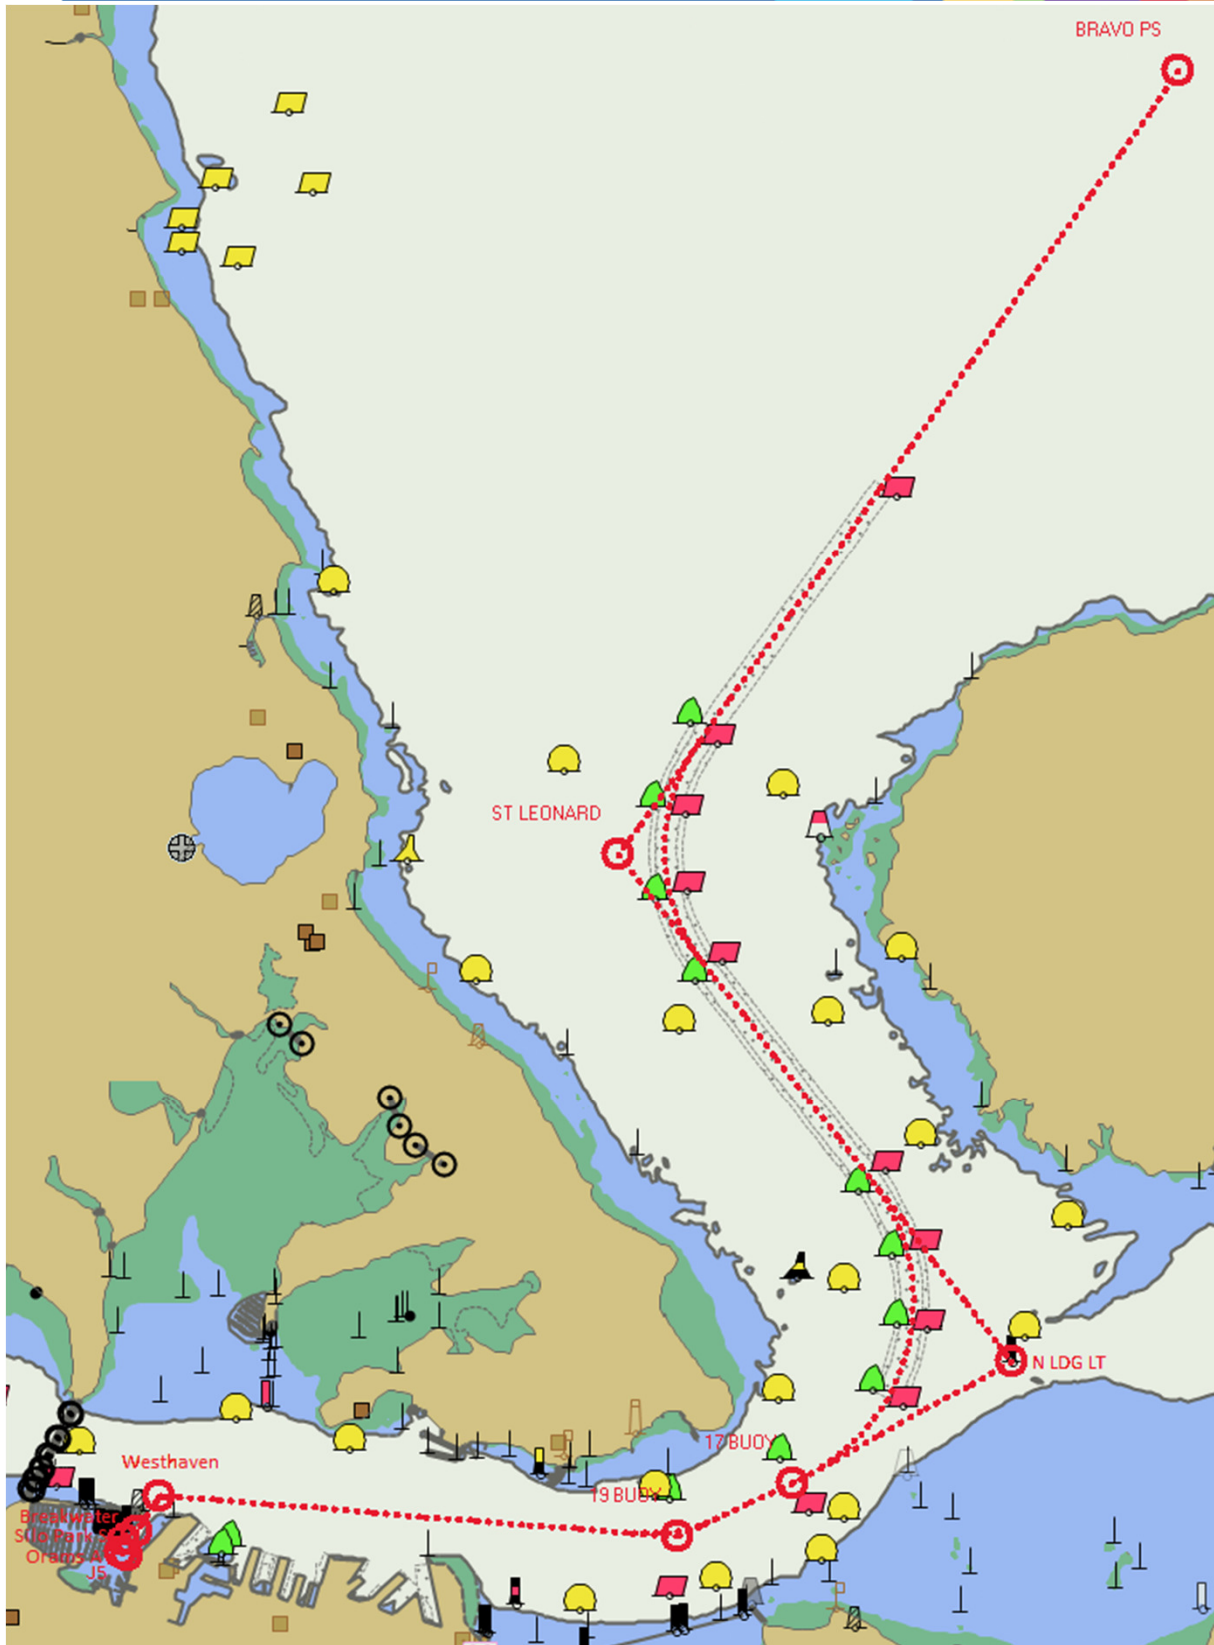 BRAVO PS
ST LEONARD
N LDG LT
17 BUOY
Westhaven
19 BUOY
Breakwater
Silo Park S
Orams A
J5